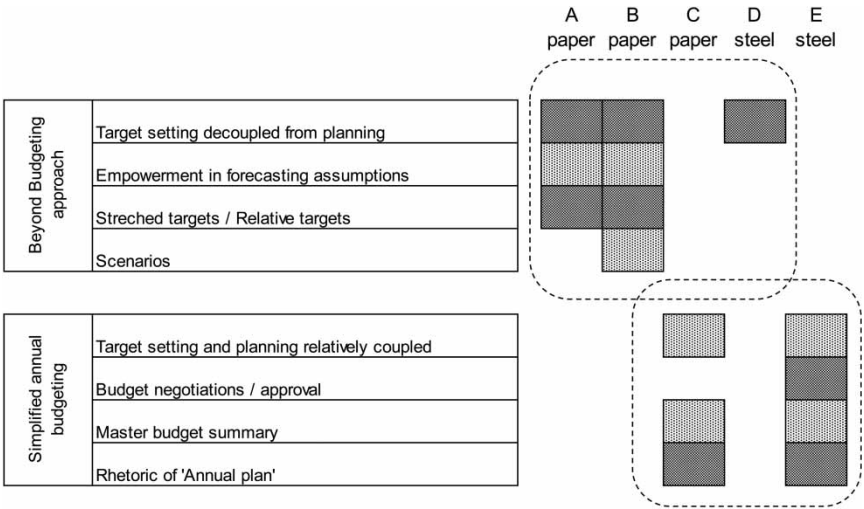 A B C D E
paper paper paper steel steel
Beyond Budgeting
approach
Target setting decoupled from planning
Empowerment in forecasting assumptions
Streched targets / Relative targets
Scenarios
Simplified annual
budgeting
Target setting and planning relatively coupled
Budget negotiations / approval
Master budget summary
Rhetoric of 'Annual plan'